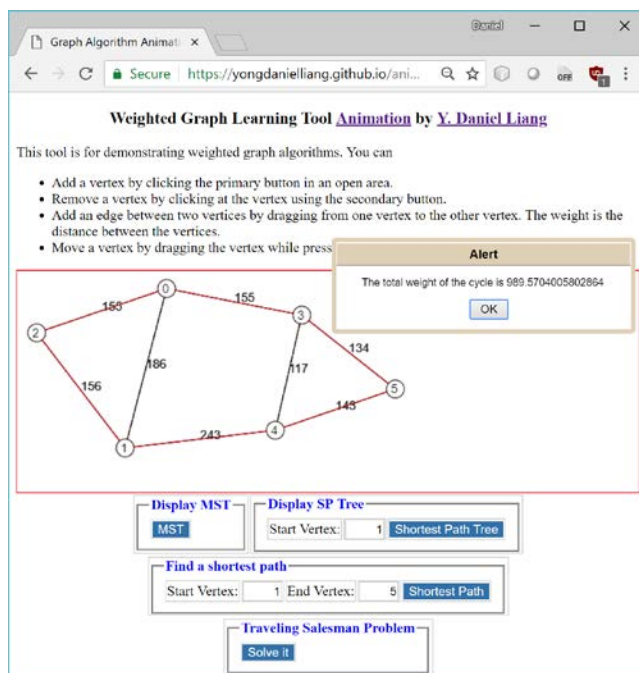 Daniel
Graph Algorithm Animati
Secure https://yongdanielliang.github.io/ani...
OFF
1
Weighted Graph Learning Tool Animation by Y. Daniel Liang
This tool is for demonstrating weighted graph algorithms. You can
• Add a vertex by clicking the primary button in an open area.
• Remove a vertex by clicking at the vertex using the secondary button.
• Add an edge between two vertices by dragging from one vertex to the other vertex. The weight is the
distance between the vertices.
• Move a vertex by dragging the vertex while press
Alert
The total weight of the cycle is 989.5704005802864
OK
0
153
155
3
2
134
186
117
156
5
143
4
243
1
Display MST
MST
Display SP Tree
Start Vertex: 1 Shortest Path Tree
Find a shortest path
Start Vertex: 1 End Vertex: 5 Shortest Path
Traveling Salesman Problem
Solve it